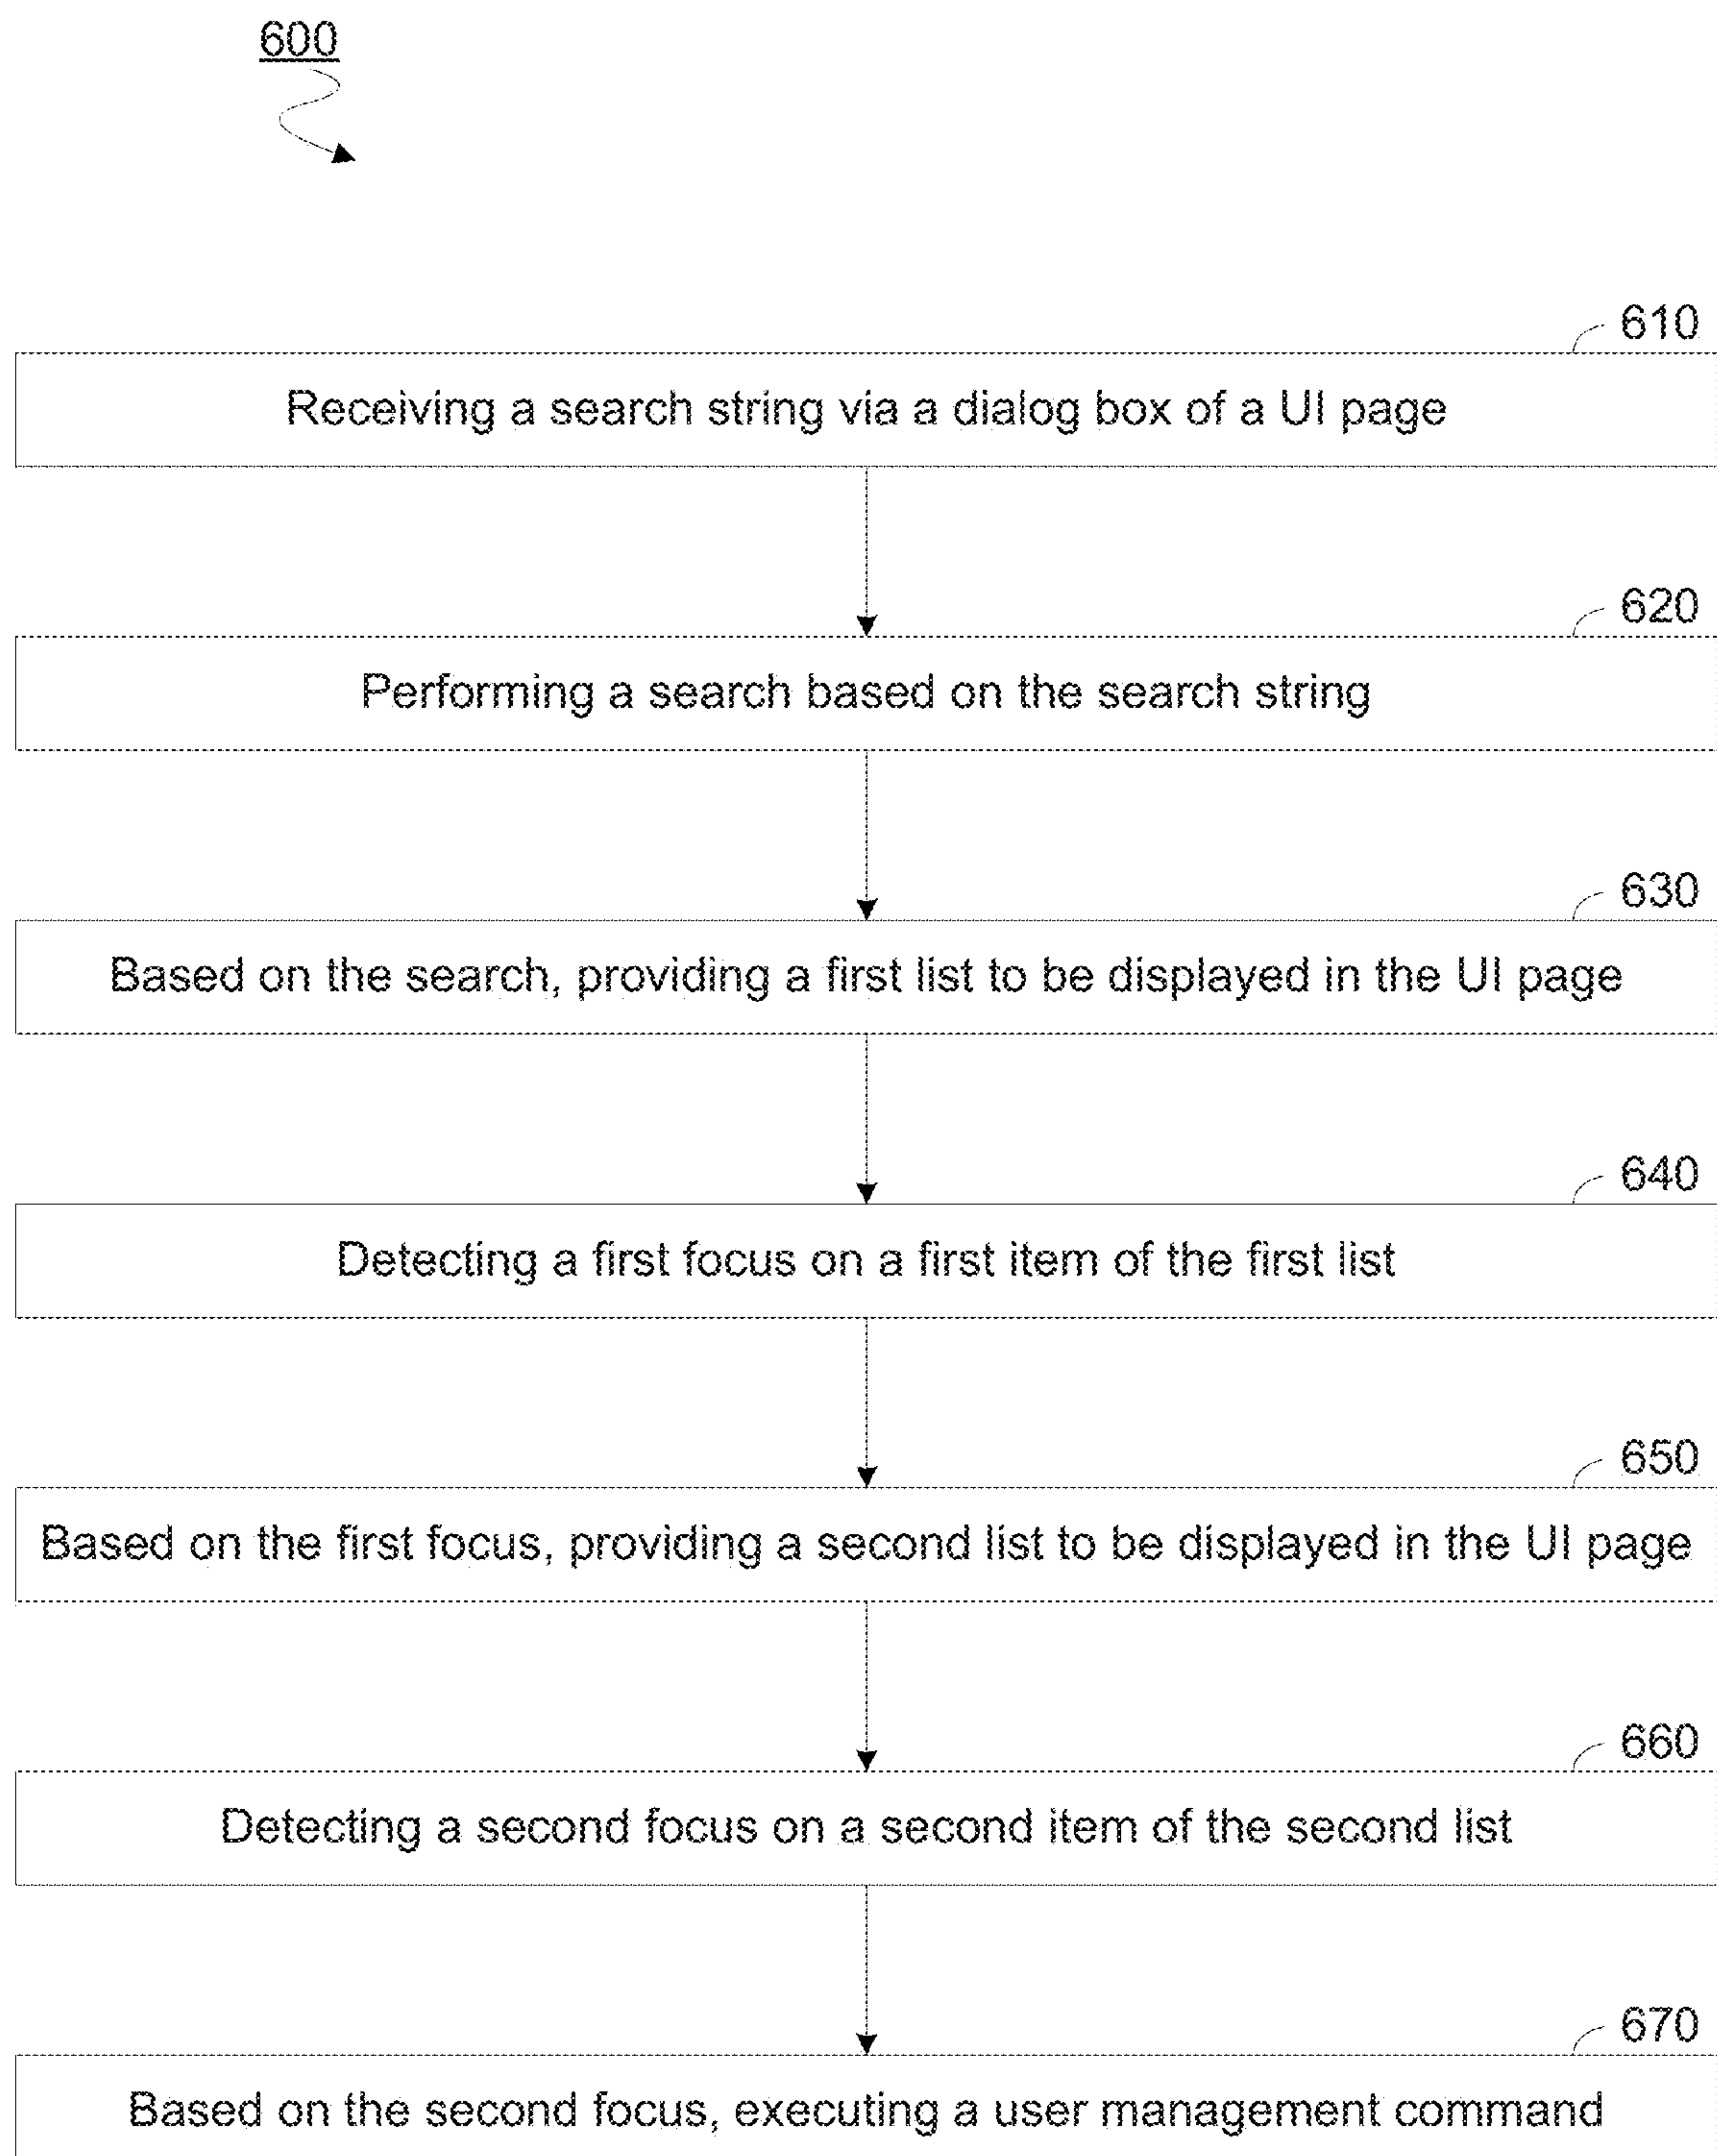 600
610
Receiving a search string via a dialog box of a UI page
620
Performing a search based on the search string
630
Based on the search, providing a first list to be displayed in the UI page
640
Detecting a first focus on a first item of the first list
650
Based on the first focus, providing a second list to be displayed in the UI page
660
Detecting a second focus on a second item of the second list
670
Based on the second focus, executing a user management command